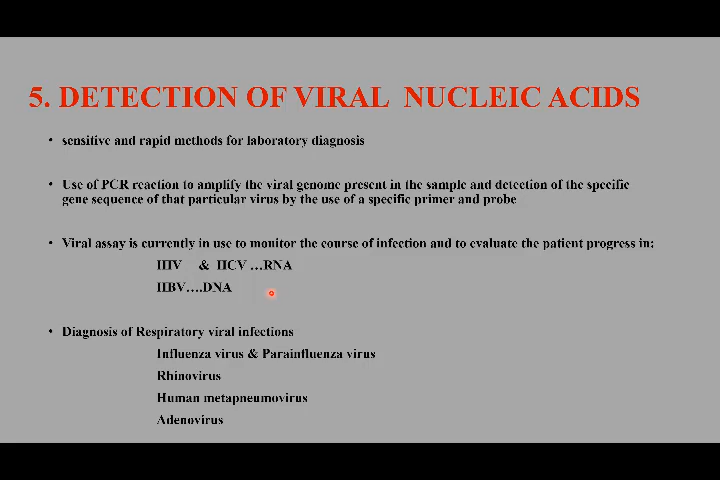 5. DETECTION OF VIRAL NUCLEIC ACIDS
• sensitive and rapid methods for laboratory diagnosis
• Use of PCR reaction to amplify the viral genome present in the sample and detection of the specific
gene sequence of that particular virus by the use of a specific primer and probe
• Viral assay is currently in use to monitor the course of infection and to evaluate the patient progress in:
HIV & HCV …RNA
HBV….DNA
• Diagnosis of Respiratory viral infections
Influenza virus & Parainfluenza virus
Rhinovirus
Human metapneumovirus
Adenovirus